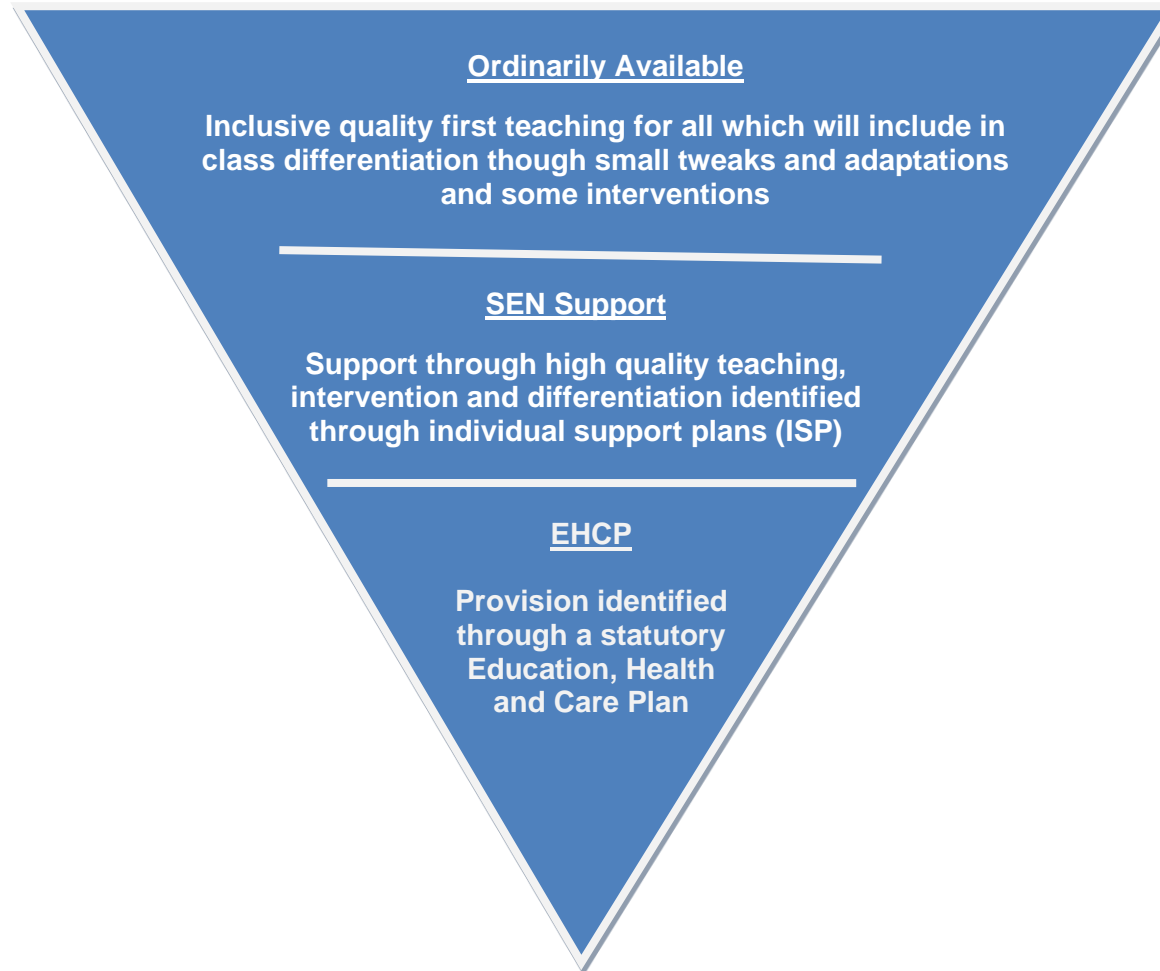 Ordinarily Available
Inclusive quality first teaching for all which will include in
class differentiation though small tweaks and adaptations
and some interventions
SEN Support
Support through high quality teaching,
intervention and differentiation identified
through individual support plans (ISP)
EHCP
Provision identified
through a statutory
Education, Health
and Care Plan